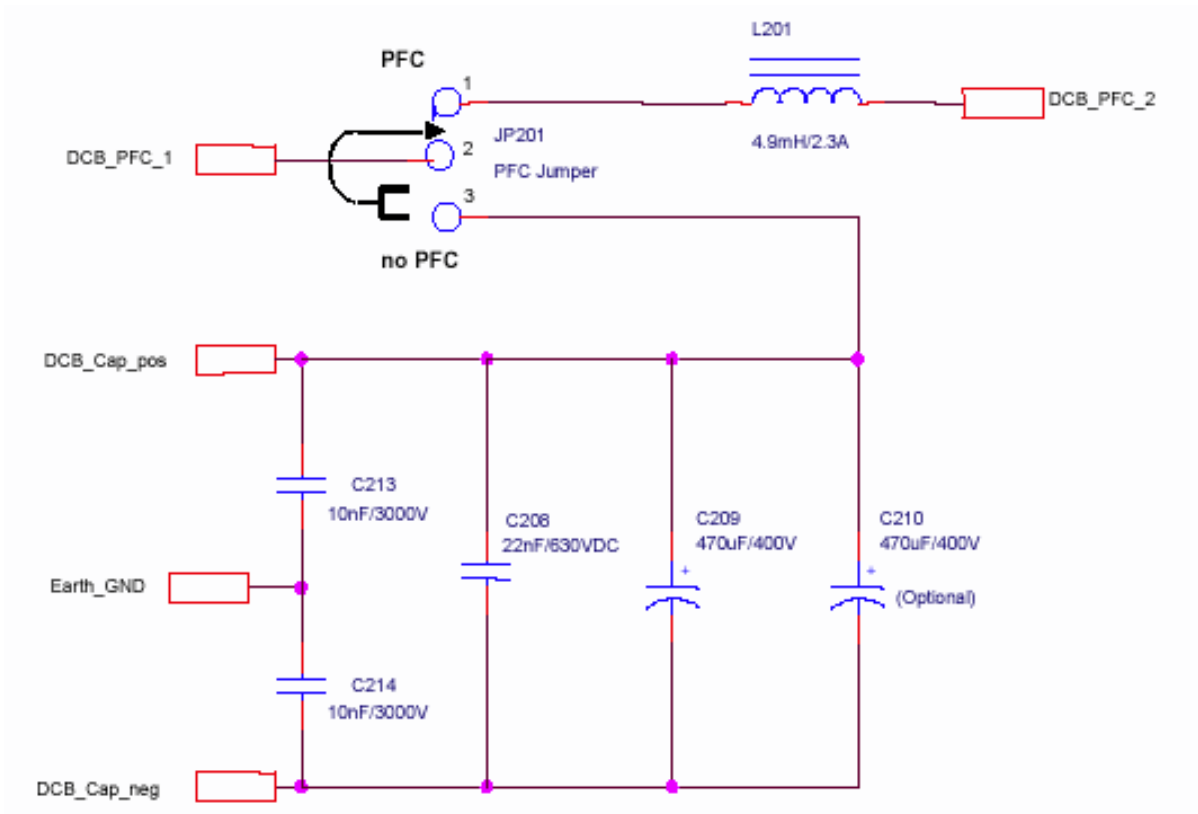 L201
PFC
1
DCB_PFC_2
JP201
4.9mH/2.3A
2
DCB_PFC_1
PFC Jumper
3
no PFC
DCB_Cap_pos
C213
10nF/3000V
C208
22nF/630VDC
C209
470uF/400V
C210
470uF/400V
+
+
(Optional)
Earth_GND
C214
10nF/3000V
DCB_Cap_neg